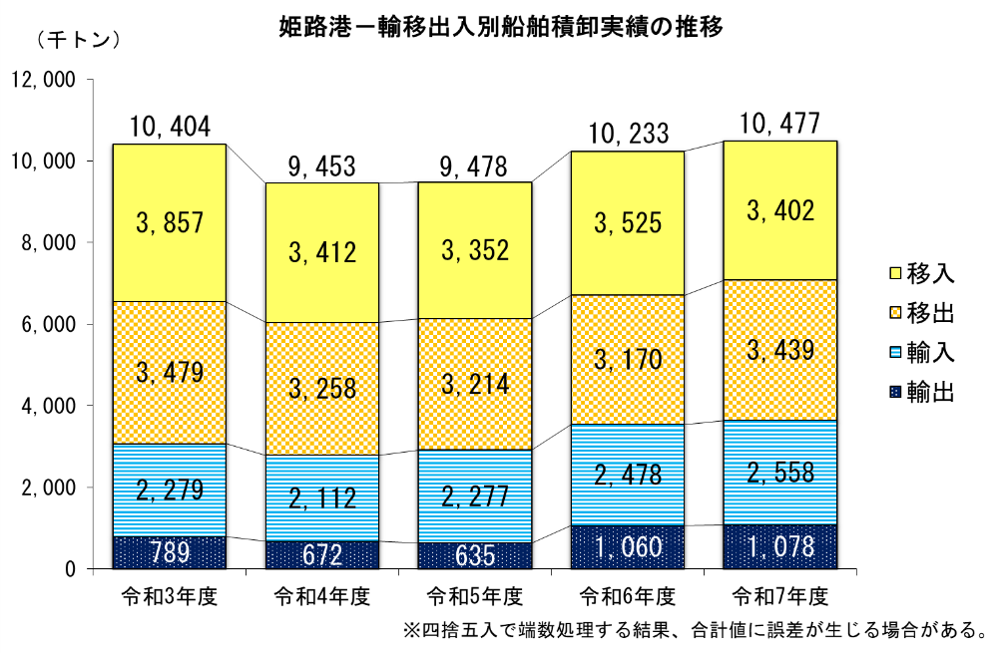 姫路港－輸移出入別船舶積卸実績の推移
（千トン）
12,000
10,000
8,000
6,000
4,000
2,000
0
10,404
9,453
9,478
10,233
10,477
3,857
3,412
3,352
3,525
3,402
3,479
3,258
3,214
3,170
3,439
2,279
2,112
2,277
2,478
2,558
789
672
635
1,060
1,078
令和3年度
令和4年度
令和5年度
令和6年度
令和7年度
移入
移出
輸入
輸出
※四捨五入で端数処理する結果、合計値に誤差が生じる場合がある。